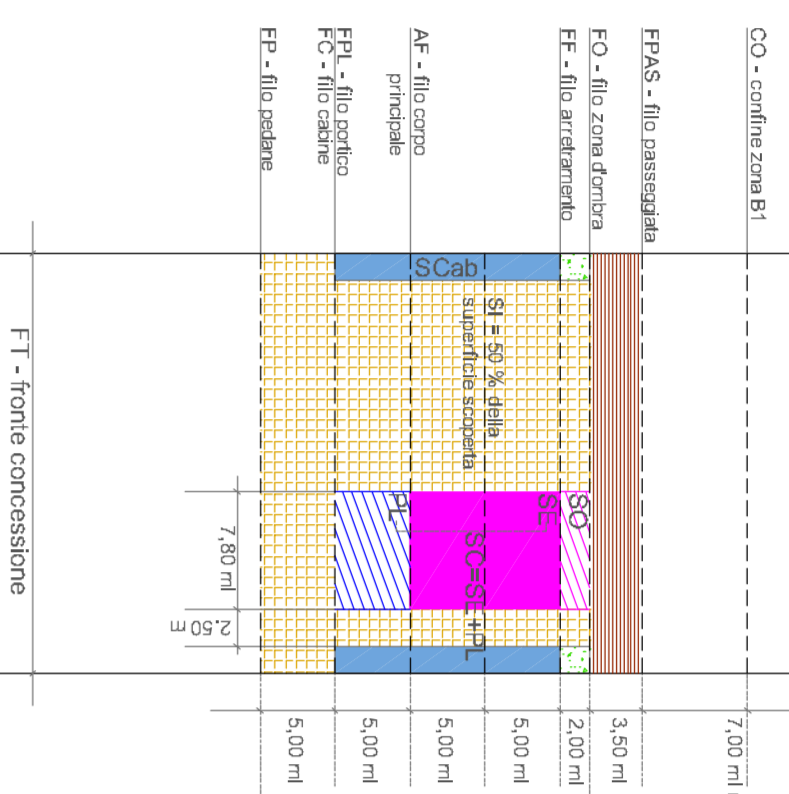 CO - confine zona B1
FPAS - filo passeggiata
FO - filo zona d'ombra
FF - filo arretramento
AF - filo corpo
principale
FPL - filo portico
FC - filo cabine
FP - filo pedane
SCab
SI = 50 % della
superficie scoperta
SO
SE
PL
SC=SE+PL
7,80 ml
2.50 m
FT - fronte concessione
7,00 ml
3,50 ml
2,00 ml
5,00 ml
5,00 ml
5,00 ml
5,00 ml